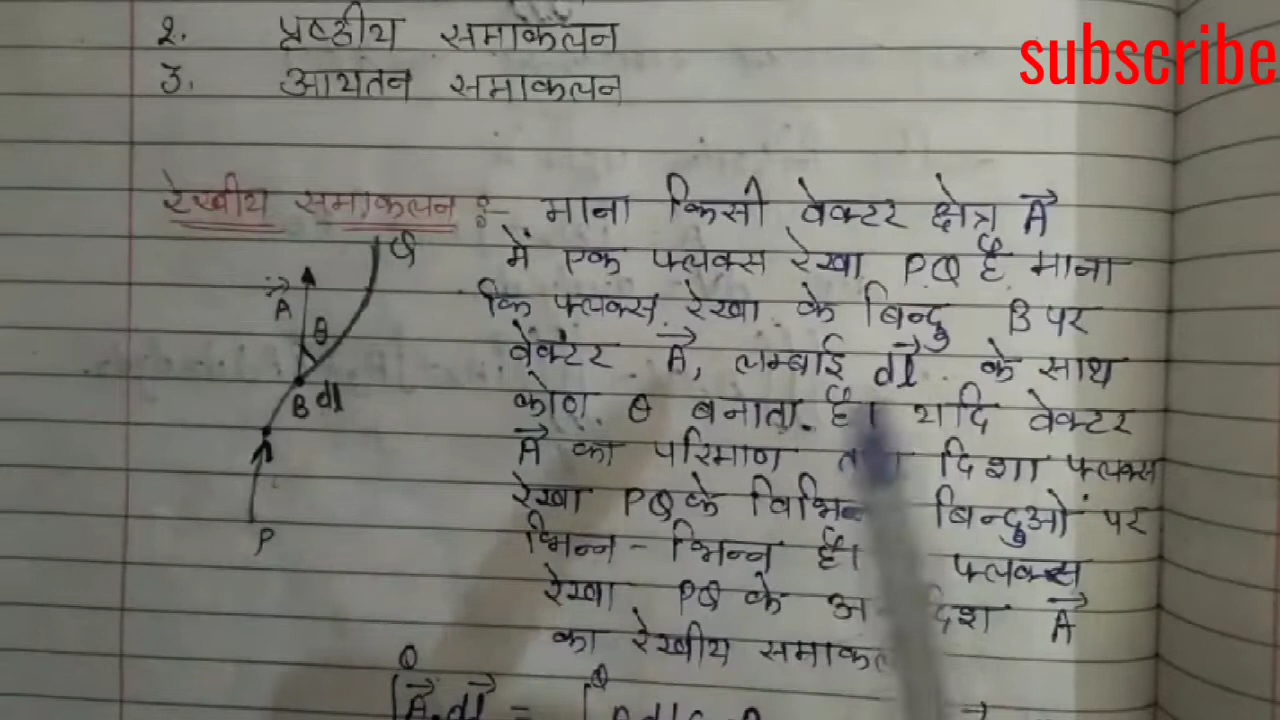 2. पृष्ठीय समाकलन
3. आयतन समाकलन
subscribe
रेखीय समाकलन :- माना किसी वेक्टर क्षेत्र A⃗
में एक फ्लक्स रेखा PQ है माना
कि फ्लक्स रेखा के बिन्दु B पर
वेक्टर A⃗, लम्बाई dl⃗ के साथ
कोण θ बनाता है। यदि वेक्टर
A⃗ का परिमाण दिशा फ्लक्स
रेखा PQ के बिन्दुओं पर
भिन्न-भिन्न है। फ्लक्स
रेखा PQ के A⃗
का रेखीय
Q
A⃗
θ
B dl
P
Q Q
∫A⃗.dl⃗ = ∫